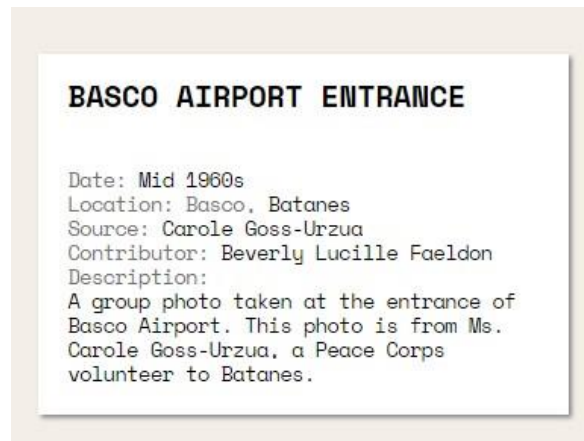 BASCO AIRPORT ENTRANCE
Date: Mid 1960s
Location: Basco, Batanes
Source: Carole Goss-Urzua
Contributor: Beverly Lucille Faeldon
Description:
A group photo taken at the entrance of
Basco Airport. This photo is from Ms.
Carole Goss-Urzua, a Peace Corps
volunteer to Batanes.